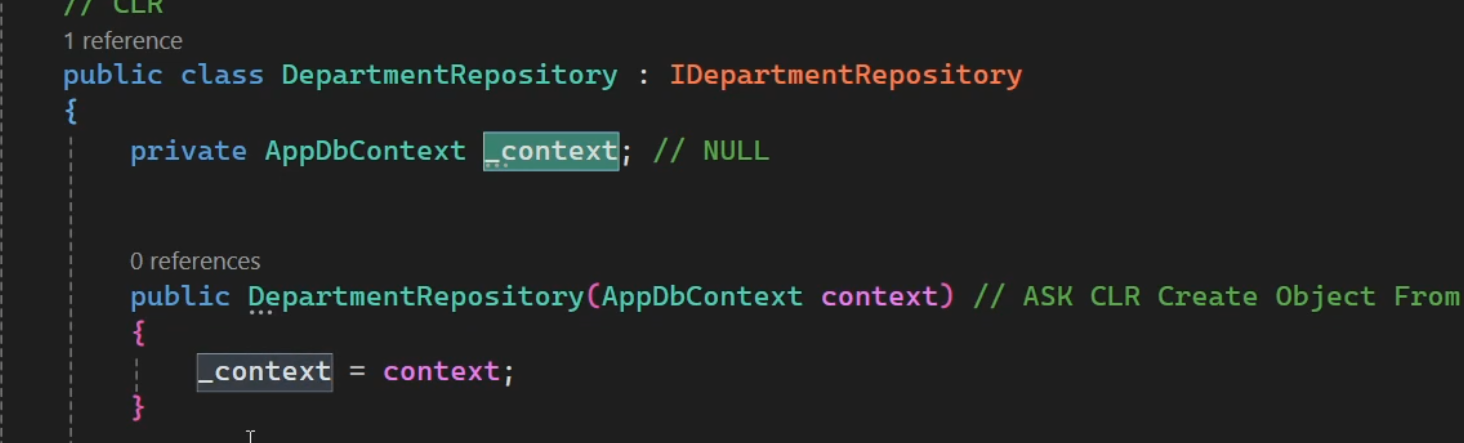 // CLR
1 reference
public class DepartmentRepository : IDepartmentRepository
{
private AppDbContext _context; // NULL
0 references
public DepartmentRepository(AppDbContext context) // ASK CLR Create Object From
{
_context = context;
}